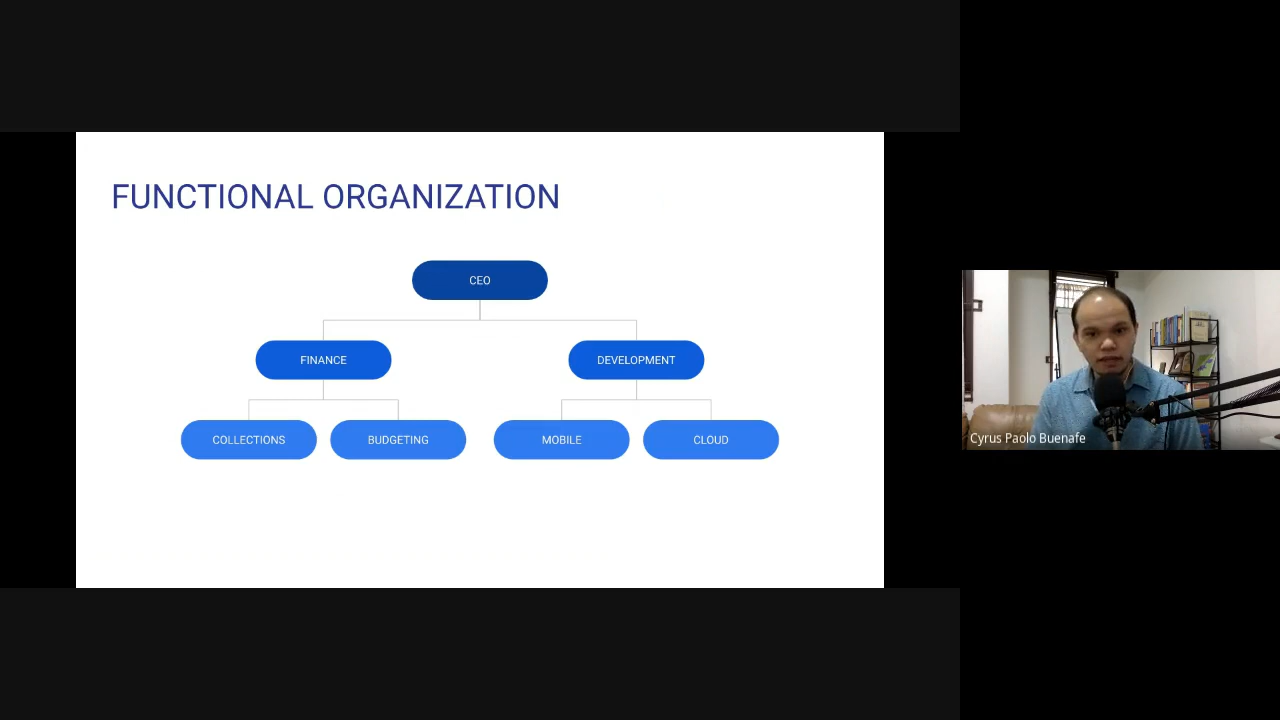 FUNCTIONAL ORGANIZATION
CEO
FINANCE
DEVELOPMENT
COLLECTIONS
BUDGETING
MOBILE
CLOUD
Cyrus Paolo Buenafe